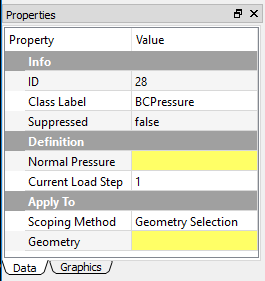 Properties
Property Value
Info
ID 28
Class Label BCPressure
Suppressed false
Definition
Normal Pressure
Current Load Step 1
Apply To
Scoping Method Geometry Selection
Geometry
Data Graphics